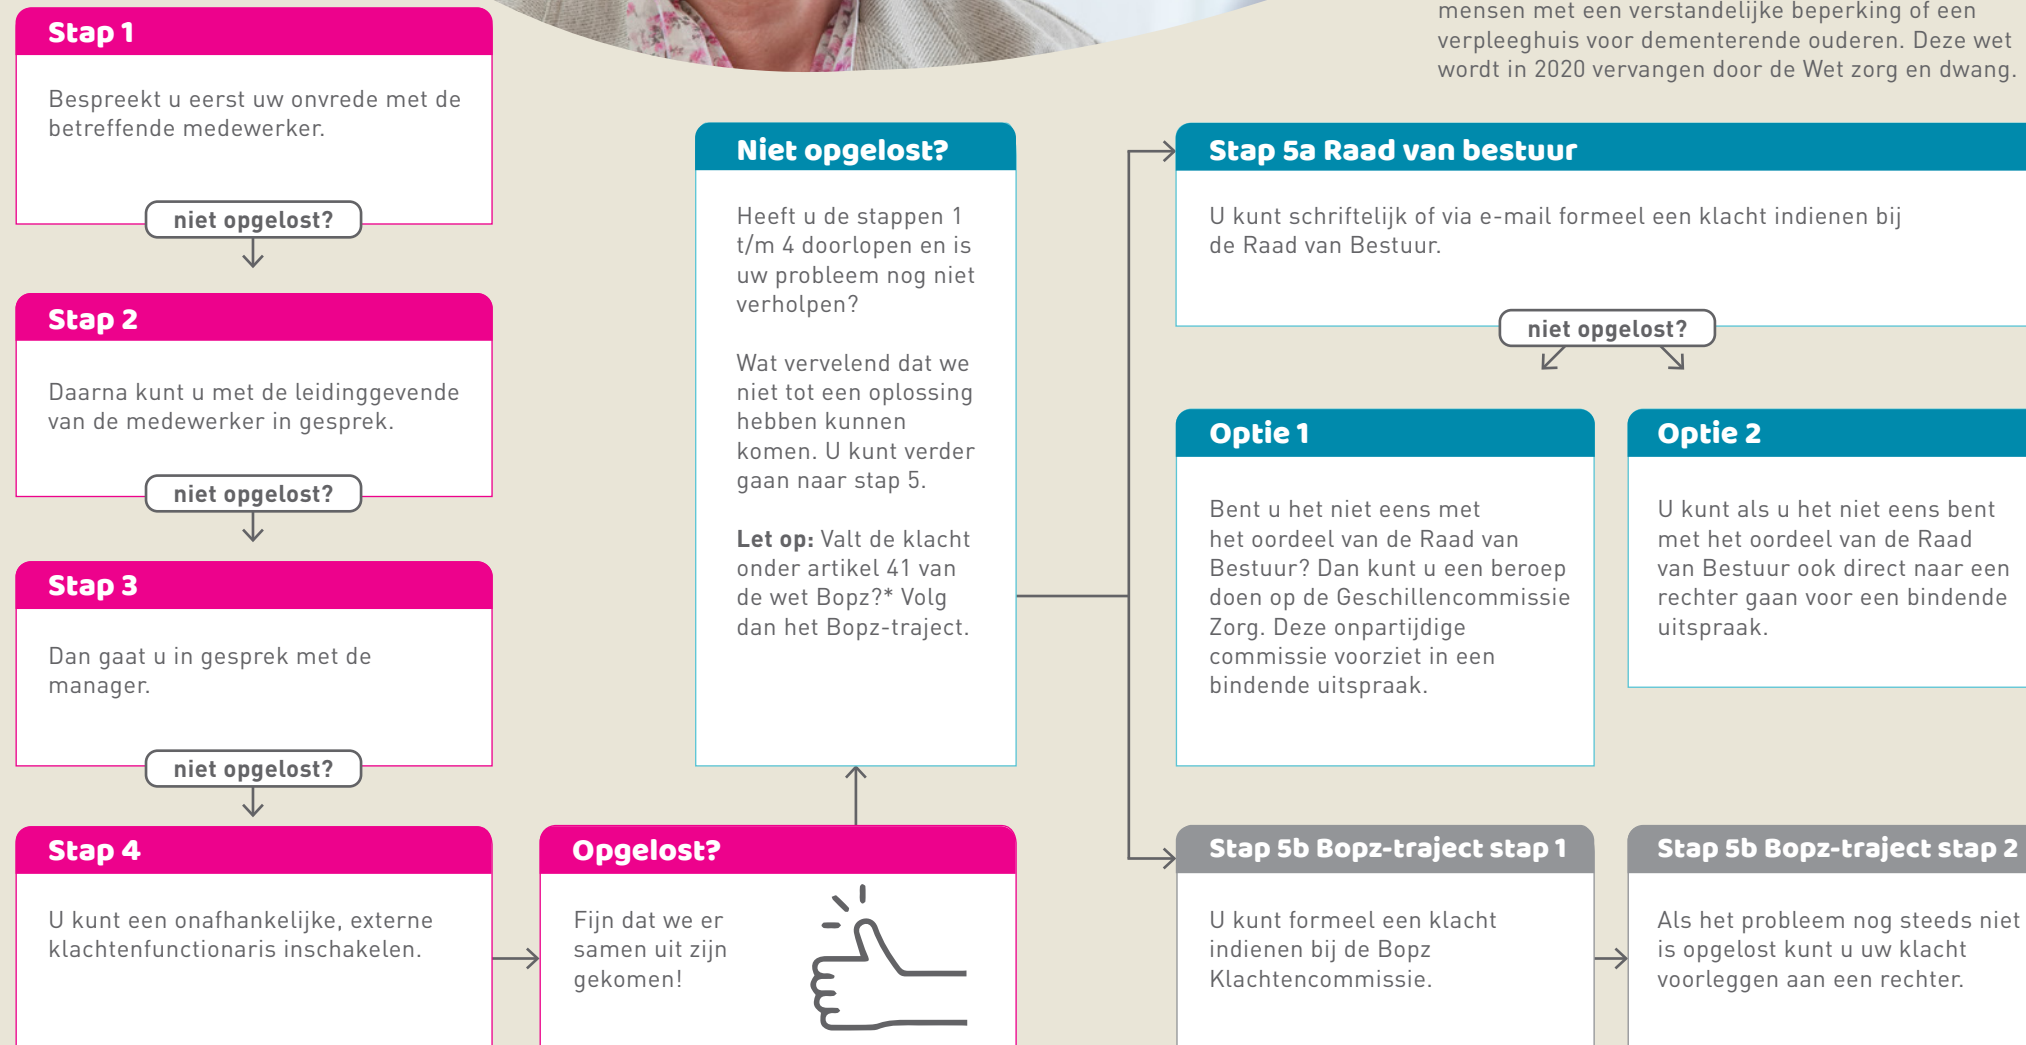 Stap 1
Bespreekt u eerst uw onvrede met de
betreffende medewerker.
niet opgelost?
Stap 2
Daarna kunt u met de leidinggevende
van de medewerker in gesprek.
niet opgelost?
Stap 3
Dan gaat u in gesprek met de
manager.
niet opgelost?
Stap 4
U kunt een onafhankelijke, externe
klachtenfunctionaris inschakelen.
Opgelost?
Fijn dat we er
samen uit zijn
gekomen!
Niet opgelost?
Heeft u de stappen 1
t/m 4 doorlopen en is
uw probleem nog niet
verholpen?
Wat vervelend dat we
niet tot een oplossing
hebben kunnen
komen. U kunt verder
gaan naar stap 5.
Let op: Valt de klacht
onder artikel 41 van
de wet Bopz?* Volg
dan het Bopz-traject.
mensen met een verstandelijke beperking of een
verpleeghuis voor dementerende ouderen. Deze wet
wordt in 2020 vervangen door de Wet zorg en dwang.
Stap 5a Raad van bestuur
U kunt schriftelijk of via e-mail formeel een klacht indienen bij
de Raad van Bestuur.
niet opgelost?
Optie 1
Bent u het niet eens met
het oordeel van de Raad van
Bestuur? Dan kunt u een beroep
doen op de Geschillencommissie
Zorg. Deze onpartijdige
commissie voorziet in een
bindende uitspraak.
Optie 2
U kunt als u het niet eens bent
met het oordeel van de Raad
van Bestuur ook direct naar een
rechter gaan voor een bindende
uitspraak.
Stap 5b Bopz-traject stap 1
U kunt formeel een klacht
indienen bij de Bopz
Klachtencommissie.
Stap 5b Bopz-traject stap 2
Als het probleem nog steeds niet
is opgelost kunt u uw klacht
voorleggen aan een rechter.